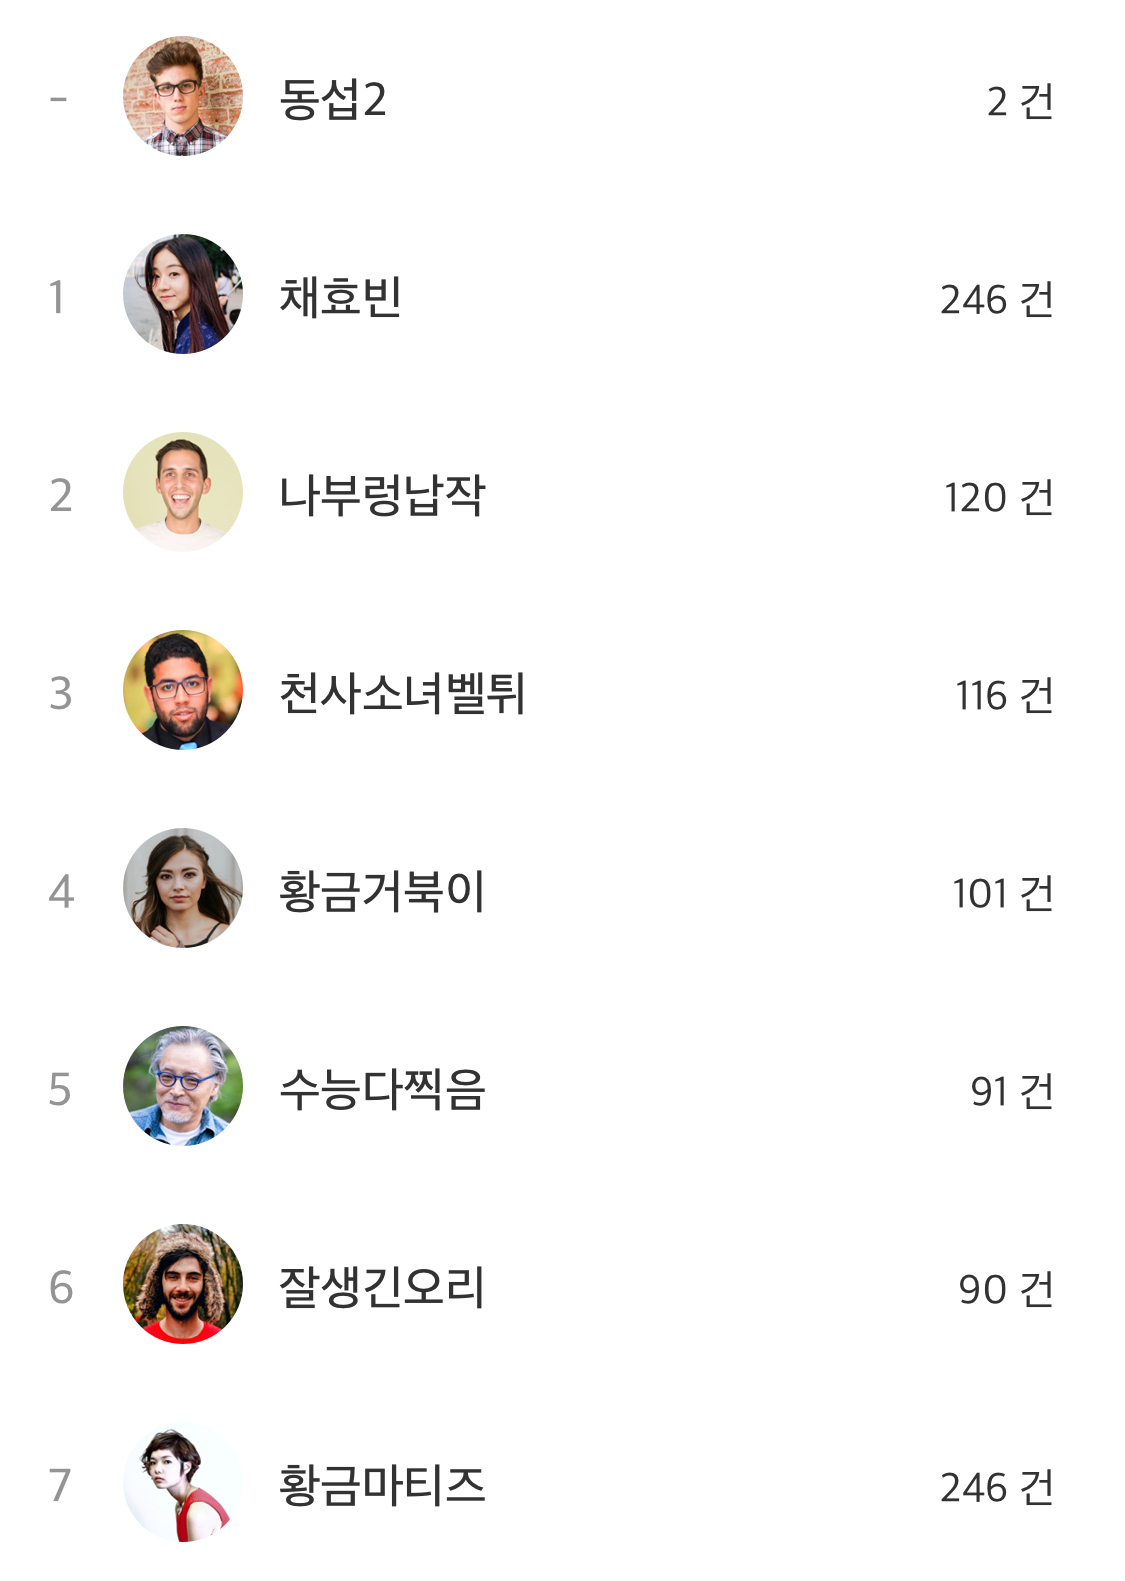 - 동섭2 2 건
1 채효빈 246 건
2 나부렁납작 120 건
3 천사소녀벨튀 116 건
4 황금거북이 101 건
5 수능다찍음 91 건
6 잘생긴오리 90 건
7 황금마티즈 246 건